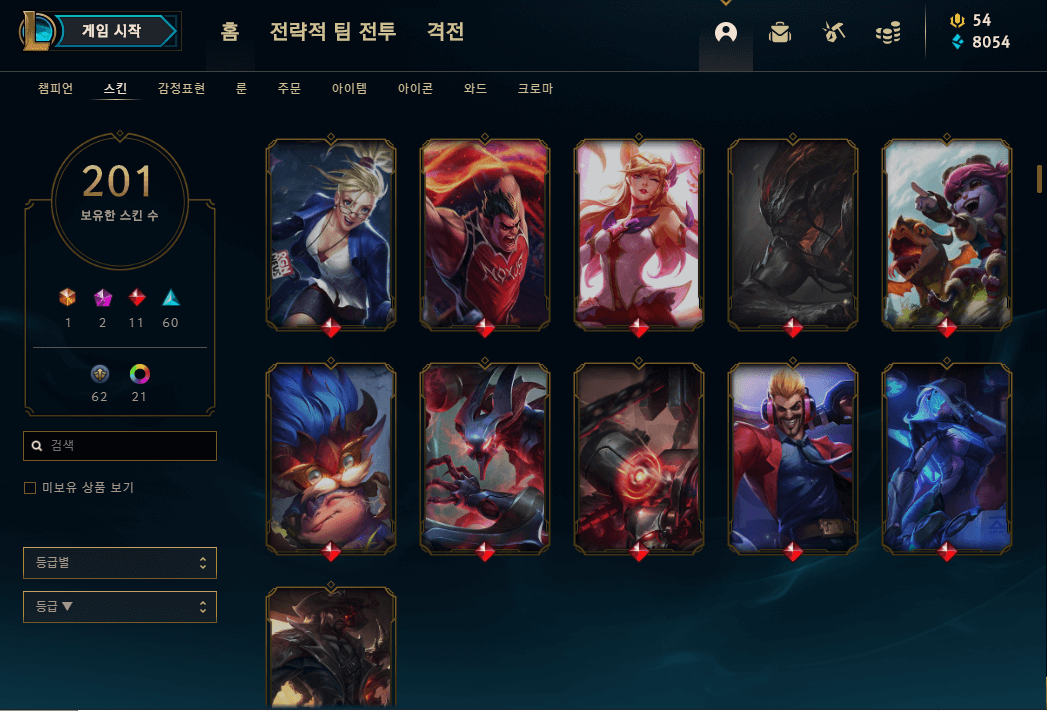 게임 시작
홈
전략적 팀 전투
격전
54
8054
챔피언
스킨
감정표현
룬
주문
아이템
아이콘
와드
크로마
201
보유한 스킨 수
1
2
11
60
62
21
검색
미보유 상품 보기
등급별
등급 ▼
NOXUS